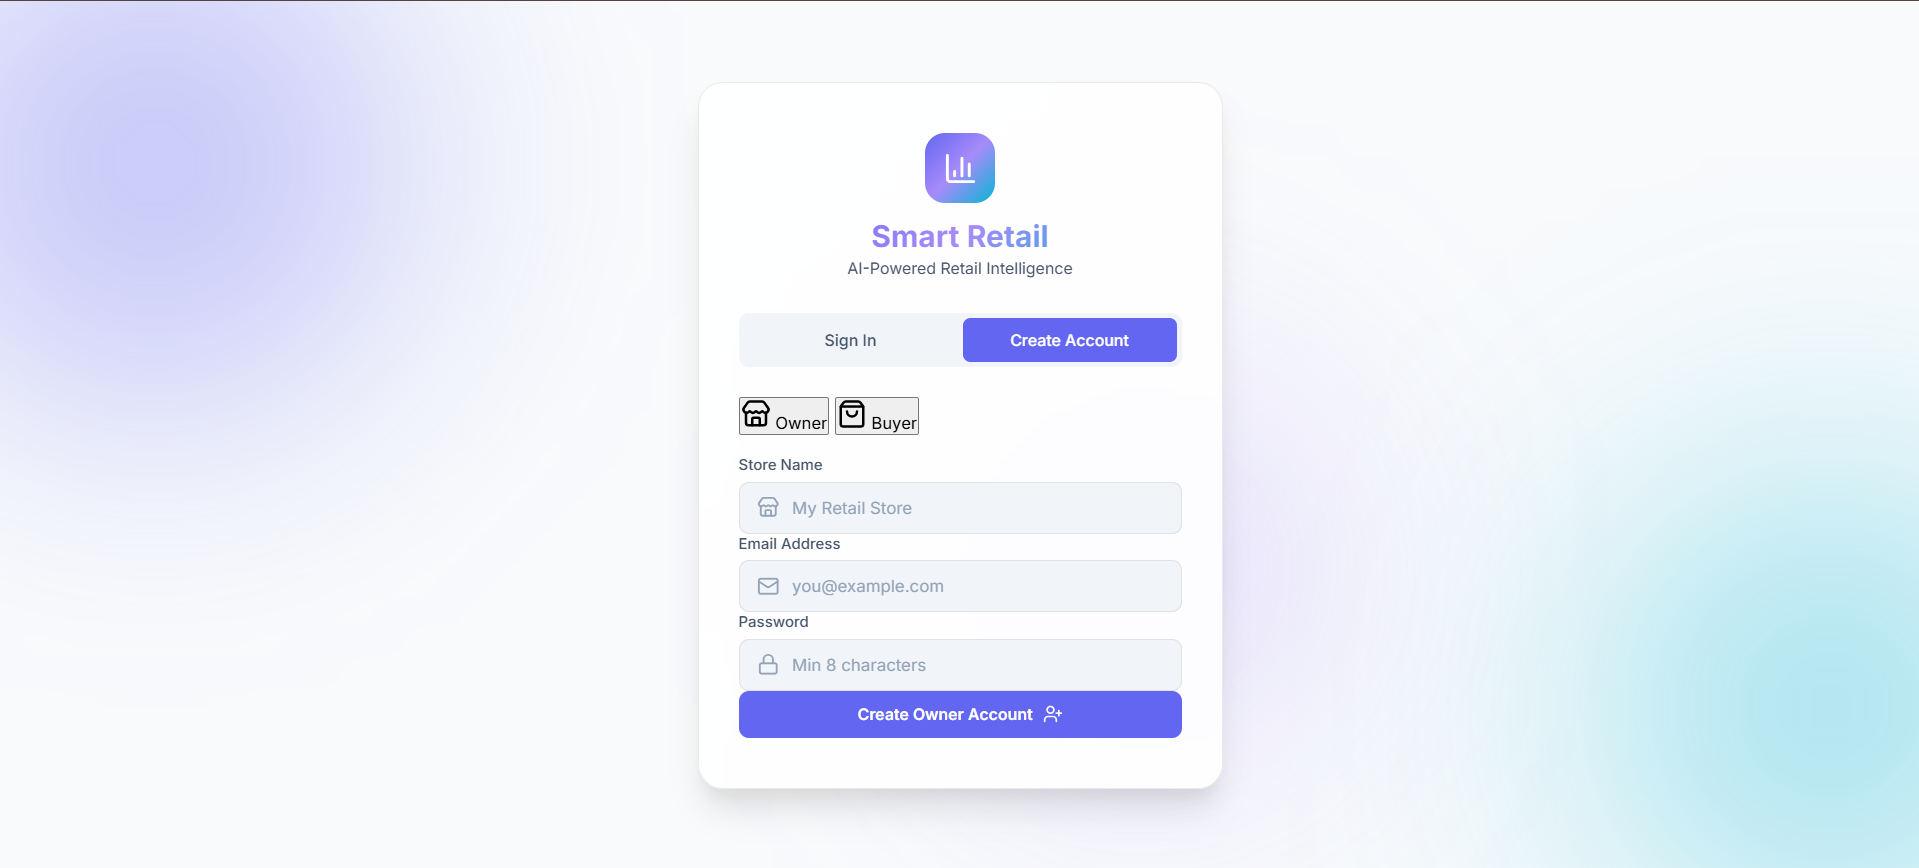 Smart Retail
AI-Powered Retail Intelligence
Sign In
Create Account
Owner
Buyer
Store Name
My Retail Store
Email Address
you@example.com
Password
Min 8 characters
Create Owner Account